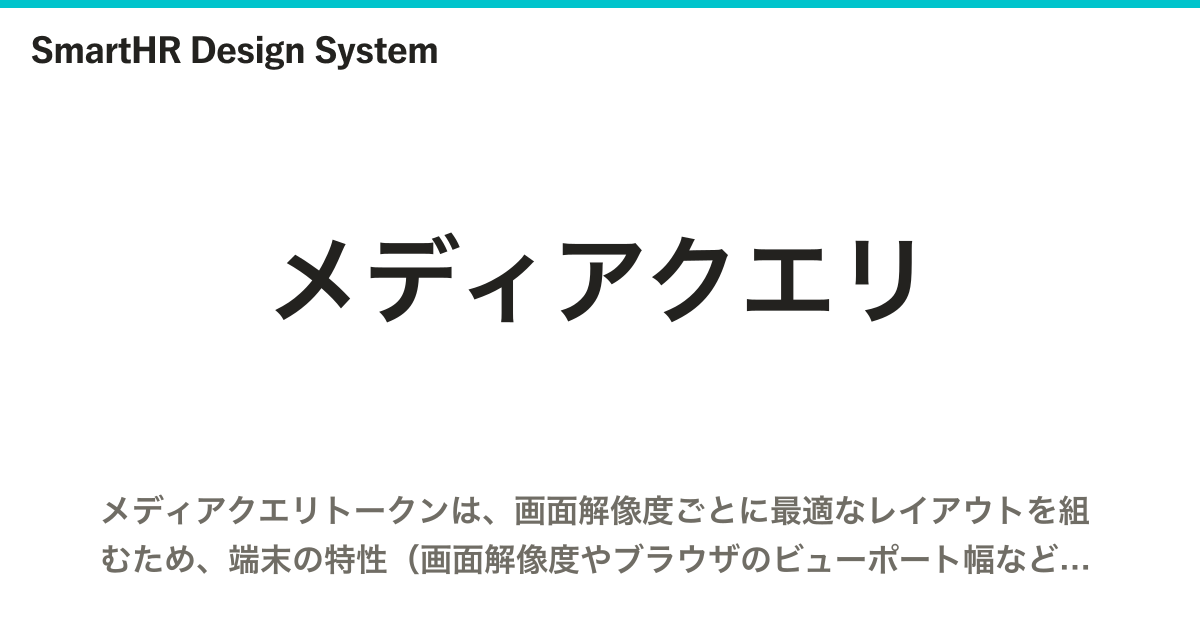 SmartHR Design System
メディアクエリ
メディアクエリトークンは、画面解像度ごとに最適なレイアウトを組
むため、端末の特性（画面解像度やブラウザのビューポート幅など…